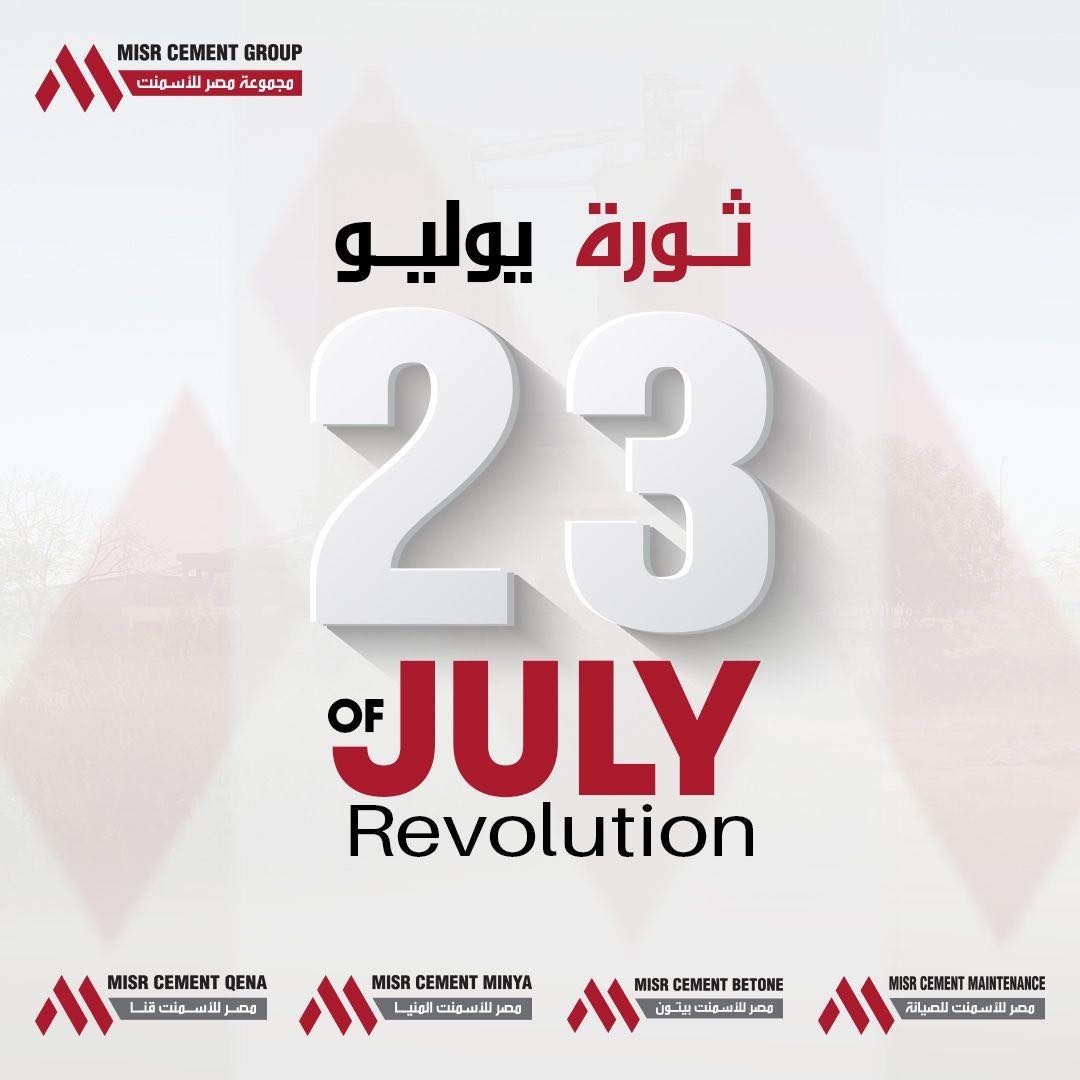 MISR CEMENT GROUP
مجموعة مصر للأسمنت
ثورة يوليو
23
OF JULY
Revolution
MISR CEMENT QENA
مصر للأسمنت قنا
MISR CEMENT MINYA
مصر للأسمنت المنيا
MISR CEMENT BETONE
مصر للأسمنت بيتون
MISR CEMENT MAINTENANCE
مصر للأسمنت للصيانة